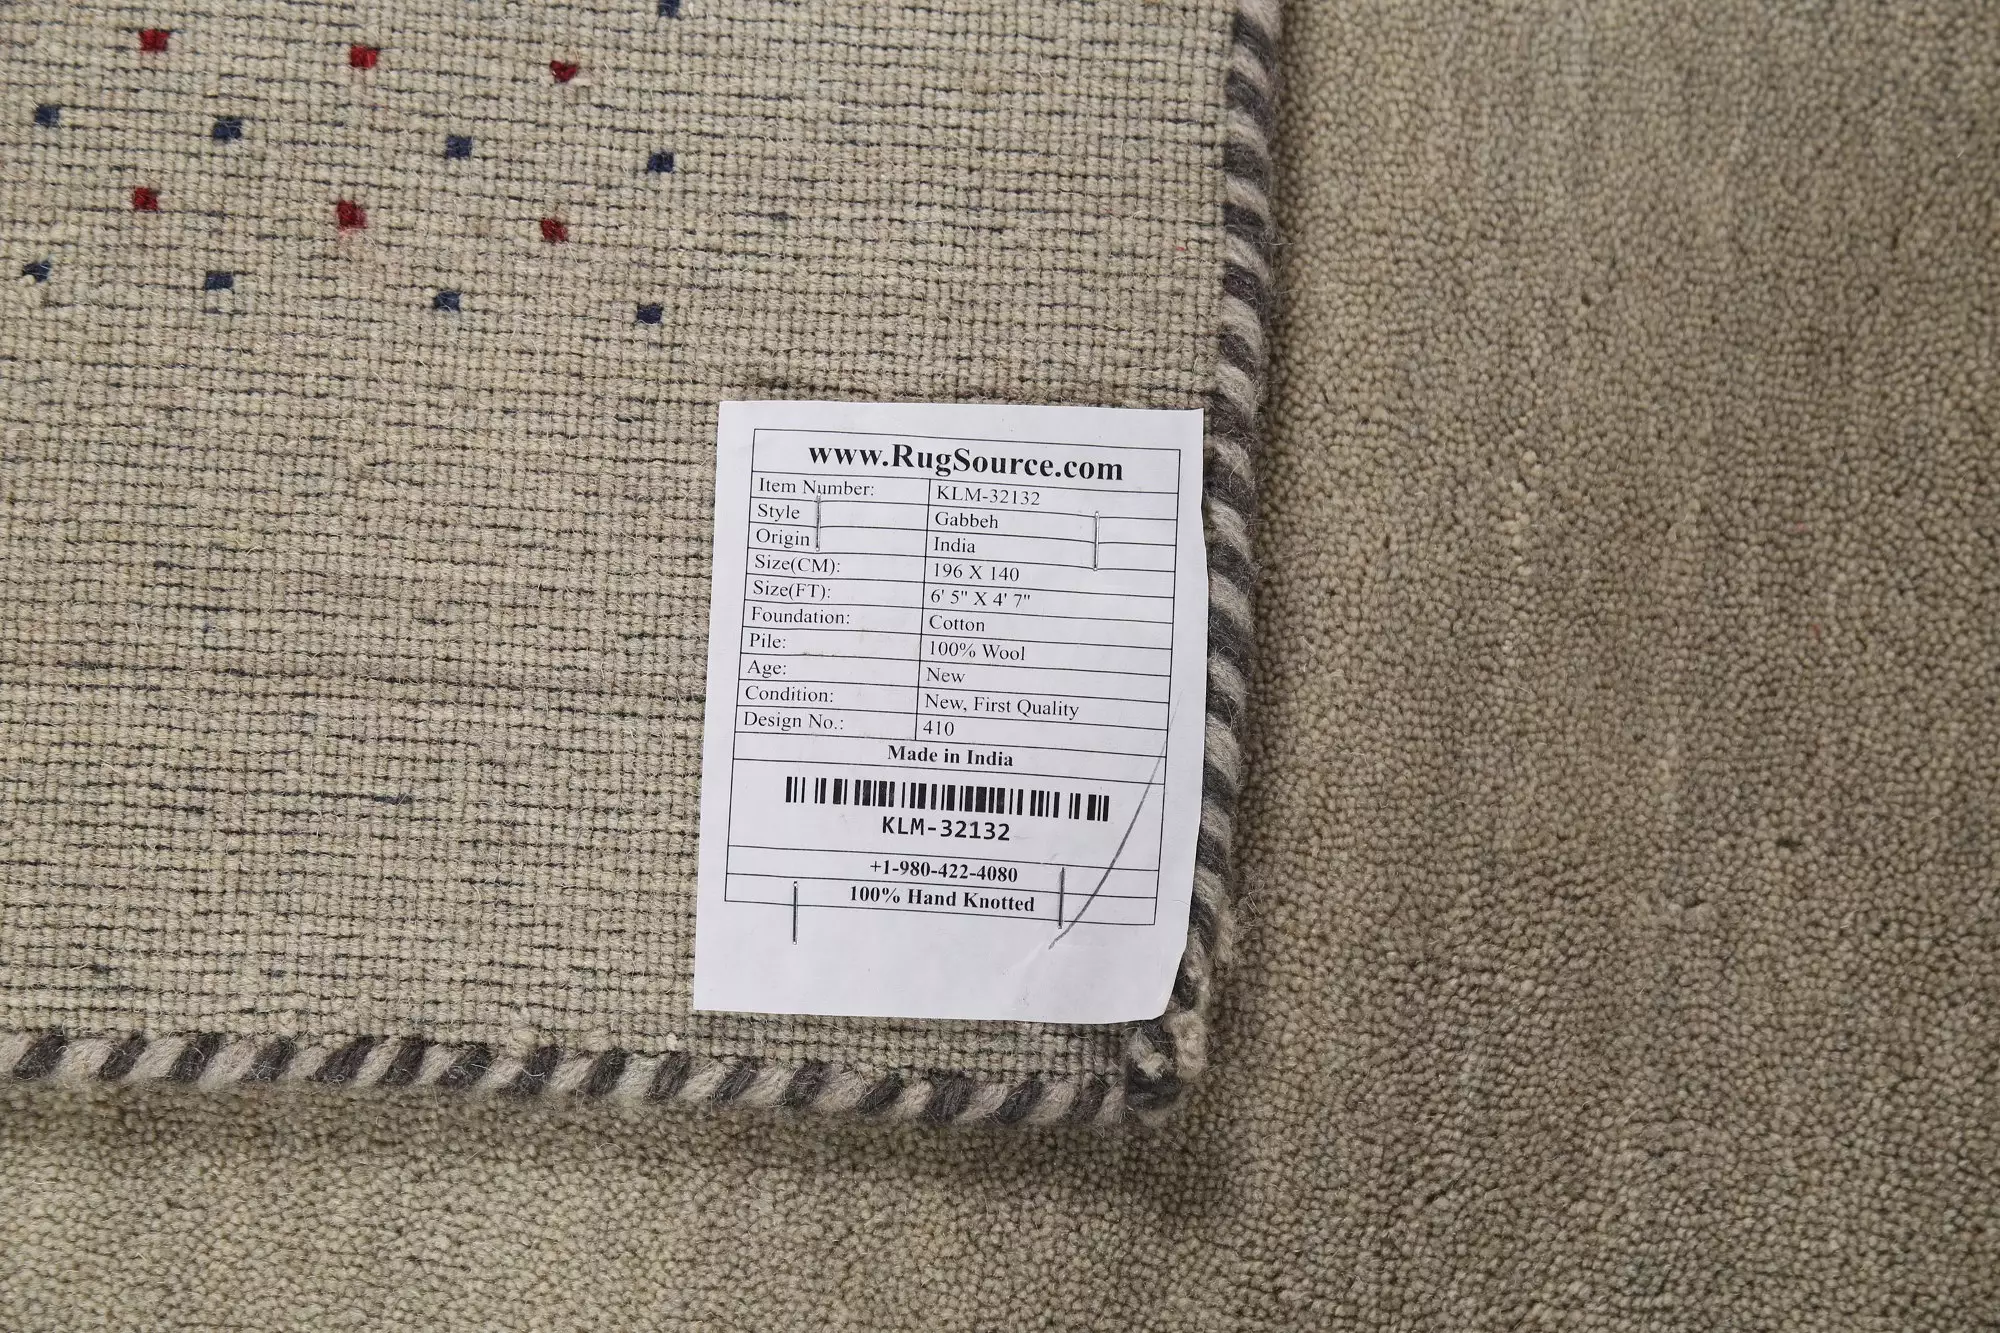 www.RugSource.com
Item Number: KLM-32132
Style Gabbeh
Origin India
Size(CM): 196 X 140
Size(FT): 6' 5" X 4' 7"
Foundation: Cotton
Pile: 100% Wool
Age: New
Condition: New, First Quality
Design No.: 410
Made in India
KLM-32132
+1-980-422-4080
100% Hand Knotted